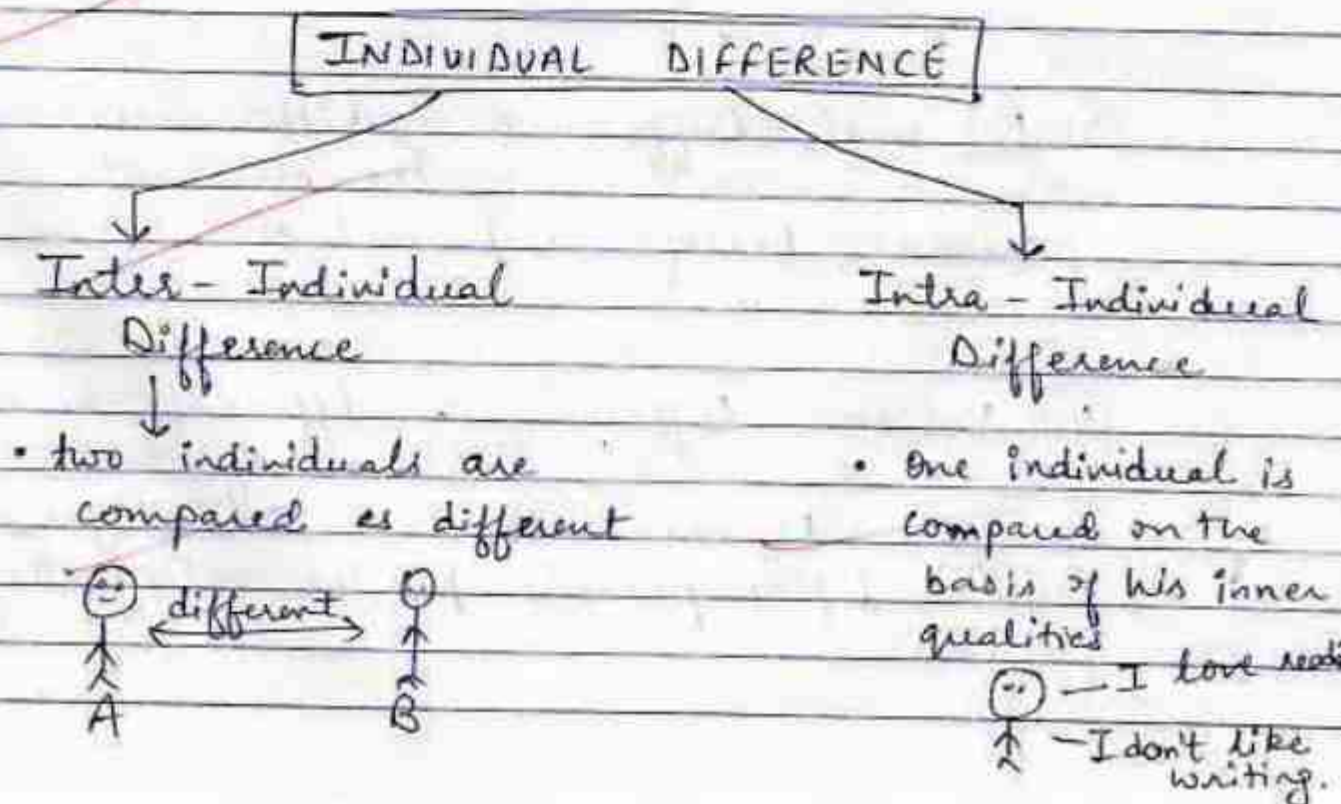 INDIVIDUAL DIFFERENCE
Inter - Individual
Difference
• two individuals are
compared as different
different
A
B
Intra - Individual
Difference
• One individual is
compared on the
basis of his inner
qualities
— I love
— I don't like
writing.